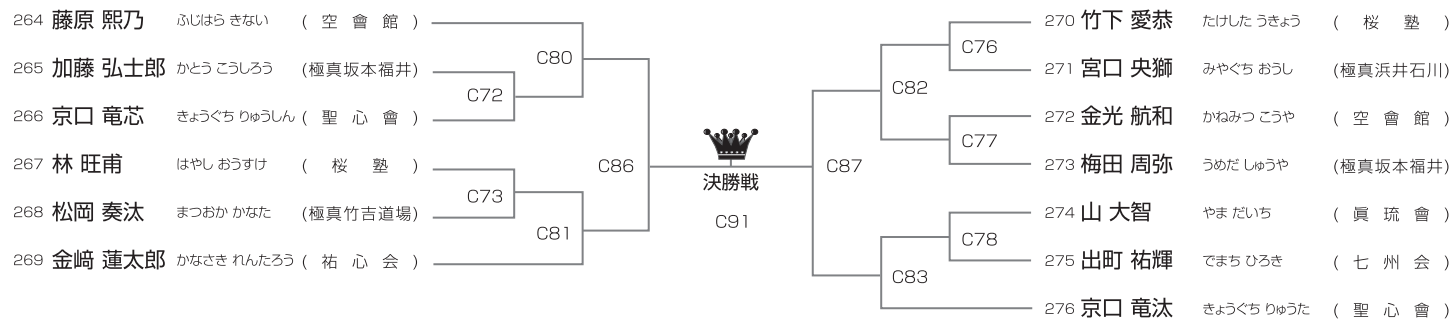 264 藤原 熙乃 ふじはら きない ( 空 會 館 )
265 加藤 弘士郎 かとう こうしろう (極真坂本福井)
266 京口 竜芯 きょうぐち りゅうしん ( 聖 心 會 )
267 林 旺甫 はやし おうすけ ( 桜 塾 )
268 松岡 奏汰 まつおか かなた (極真竹吉道場)
269 金﨑 蓮太郎 かなさき れんたろう ( 祐 心 会 )
C80
C72
C73
C81
C86
決勝戦
C91
C87
C82
C76
C77
C78
C83
270 竹下 愛恭 たけした うきょう ( 桜 塾 )
271 宮口 央獅 みやぐち おうし (極真浜井石川)
272 金光 航和 かねみつ こうや ( 空 會 館 )
273 梅田 周弥 うめだ しゅうや (極真坂本福井)
274 山 大智 やま だいち ( 眞 琉 會 )
275 出町 祐輝 でまち ひろき ( 七 州 会 )
276 京口 竜汰 きょうぐち りゅうた ( 聖 心 會 )